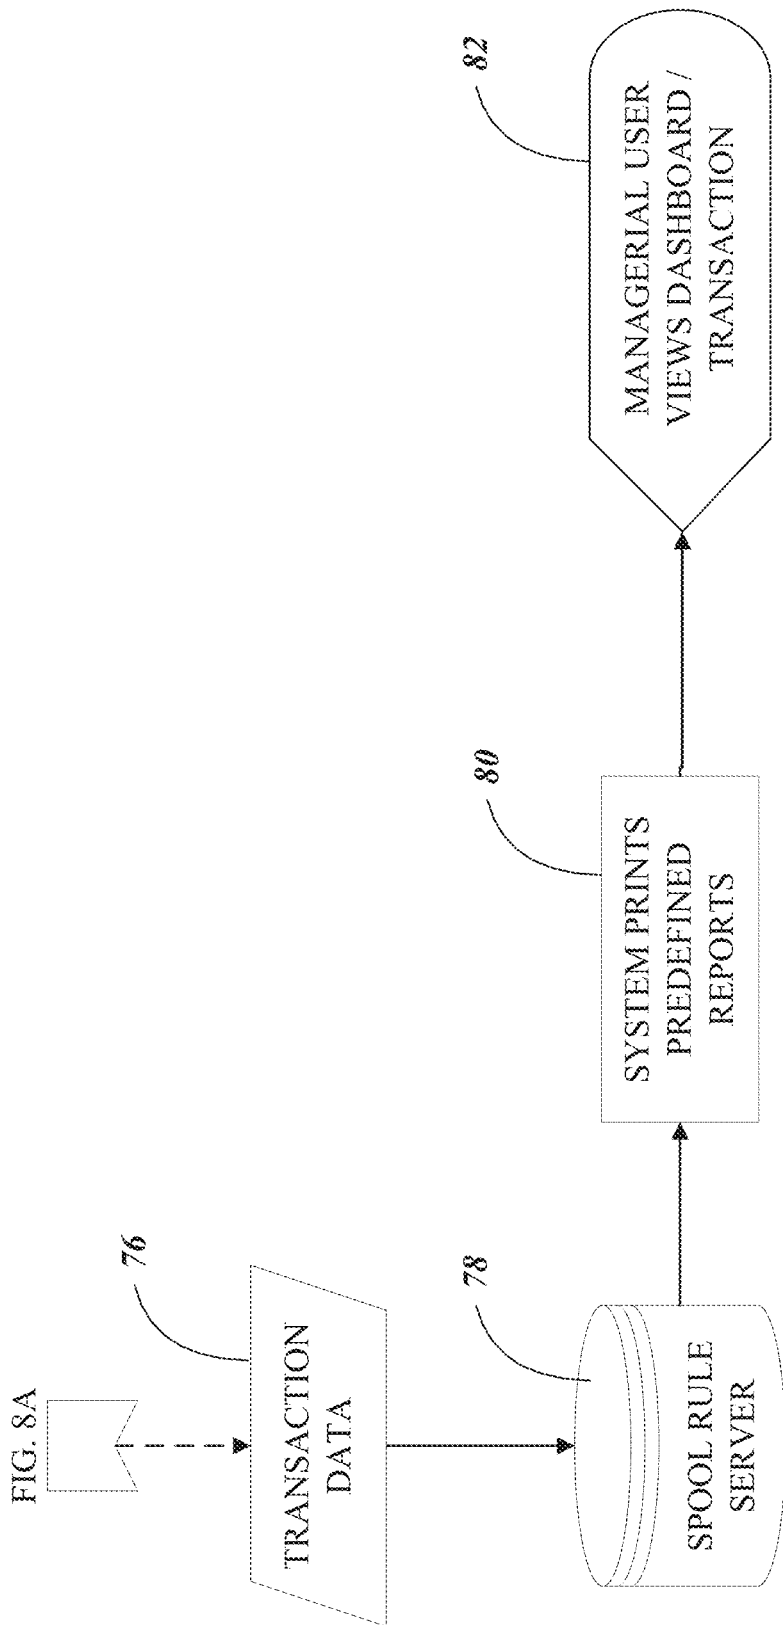 FIG. 8A
76
TRANSACTION
DATA
78
SPOOL RULE
SERVER
80
SYSTEM PRINTS
PREDEFINED
REPORTS
82
MANAGERIAL USER
VIEWS DASHBOARD /
TRANSACTION